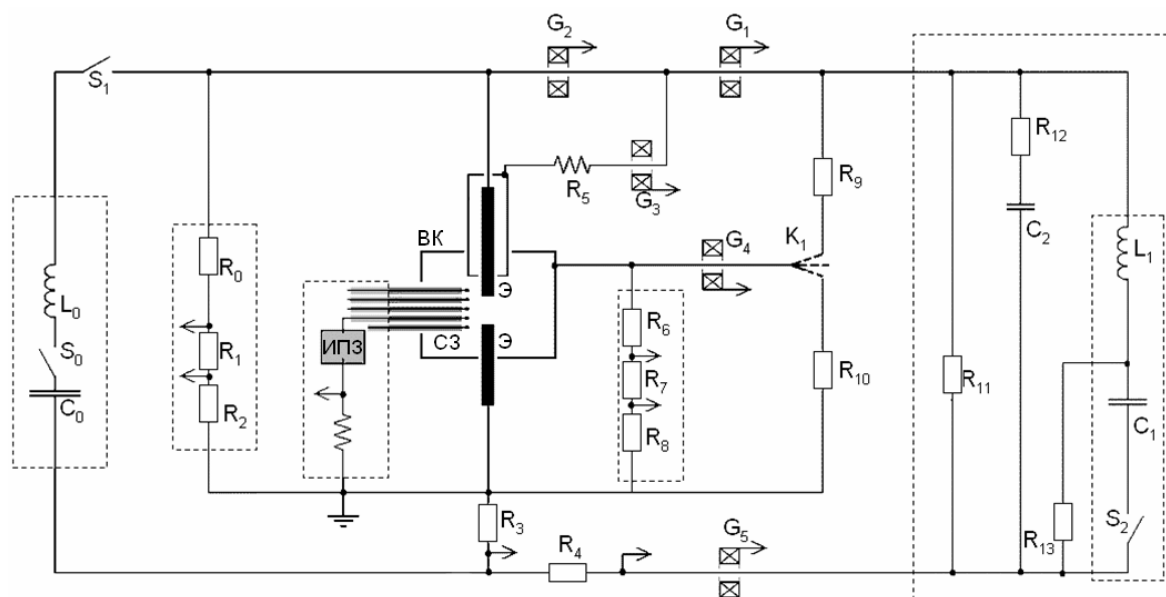 G₂
G₁
S₁
R₁₂
R₉
R₅
G₃
C₂
L₁
ВК
G₄
K₁
Э
L₀
R₀
S₀
ИПЗ
СЗ
Э
R₆
R₁
R₇
R₁₀
R₁₁
C₁
C₀
R₂
R₈
S₂
R₃
R₄
G₅
R₁₃